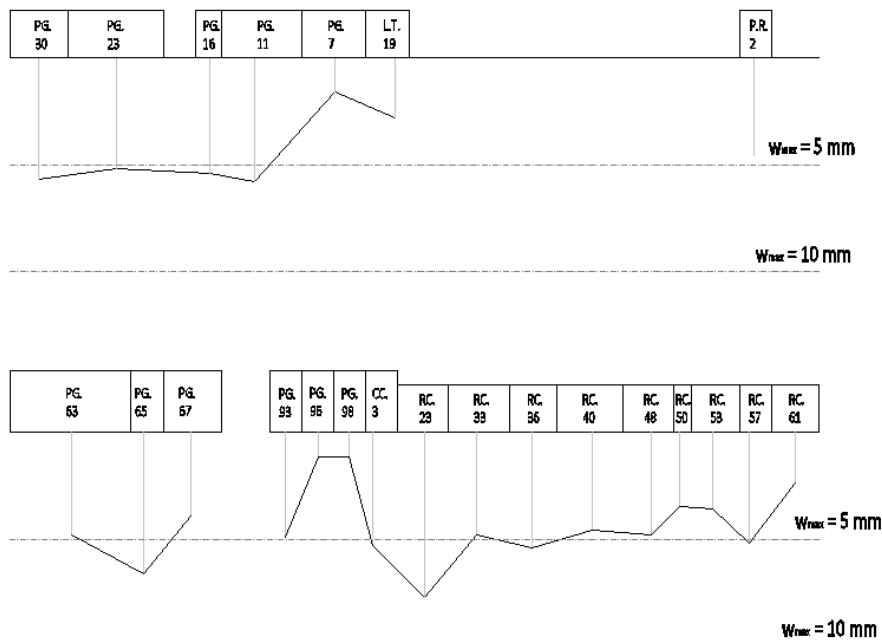 PG. PG. PG. PG. PG. L.T. P.R.
30 23 16 11 7 19 2
Wmax = 5 mm
Wmax = 10 mm
PG. PG. PG. PG. PG. PG. CC. RC. RC. RC. RC. RC. RC. RC. RC. RC.
63 65 67 93 96 98 3 23 33 36 40 48 50 53 57 61
Wmax = 5 mm
Wmax = 10 mm